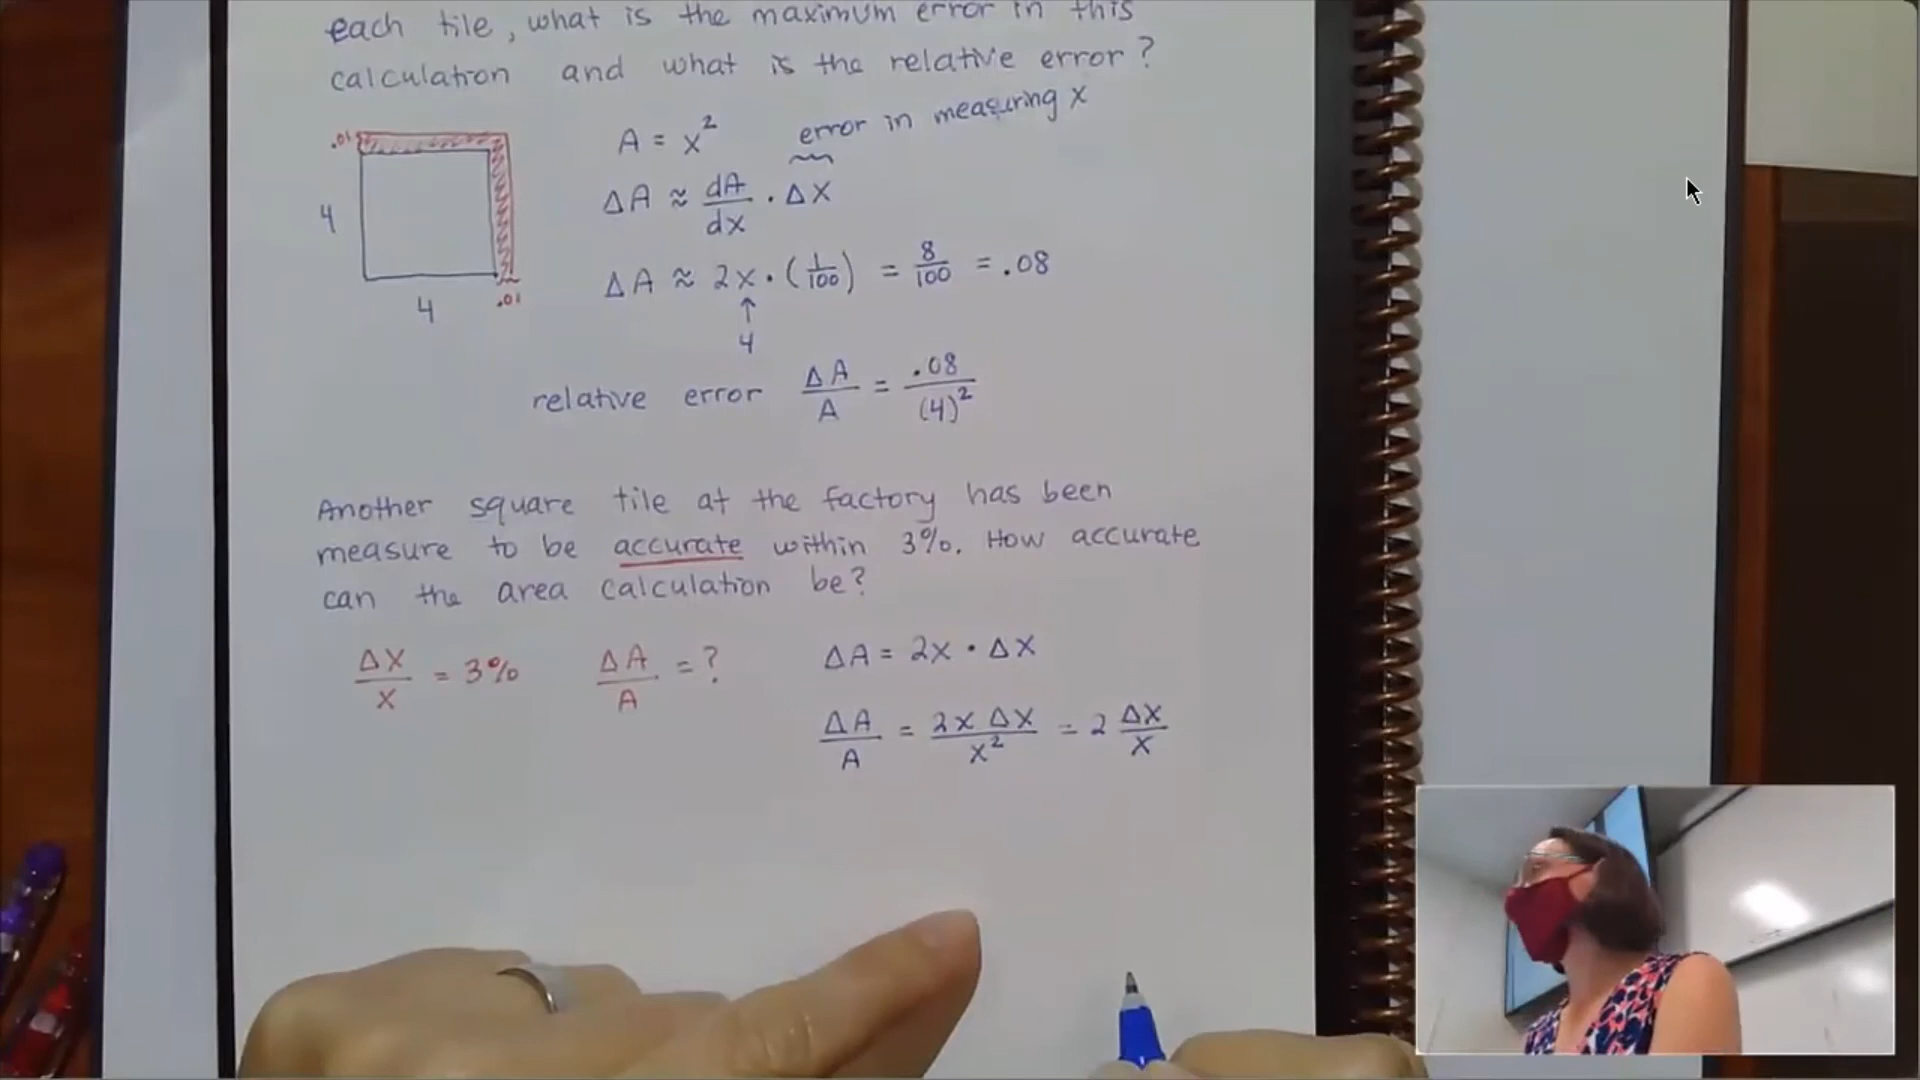 each tile, what is the maximum error in this
calculation and what is the relative error?
.01
4
4
.01
A = x²
error in measuring x
ΔA ≈ dA/dx · Δx
ΔA ≈ 2x · (1/100) = 8/100 = .08
↑
4
relative error ΔA/A = .08/(4)²
Another square tile at the factory has been
measure to be accurate within 3%. How accurate
can the area calculation be?
Δx/x = 3%
ΔA/A = ?
ΔA = 2x · Δx
ΔA/A = 2x Δx/x² = 2 Δx/x